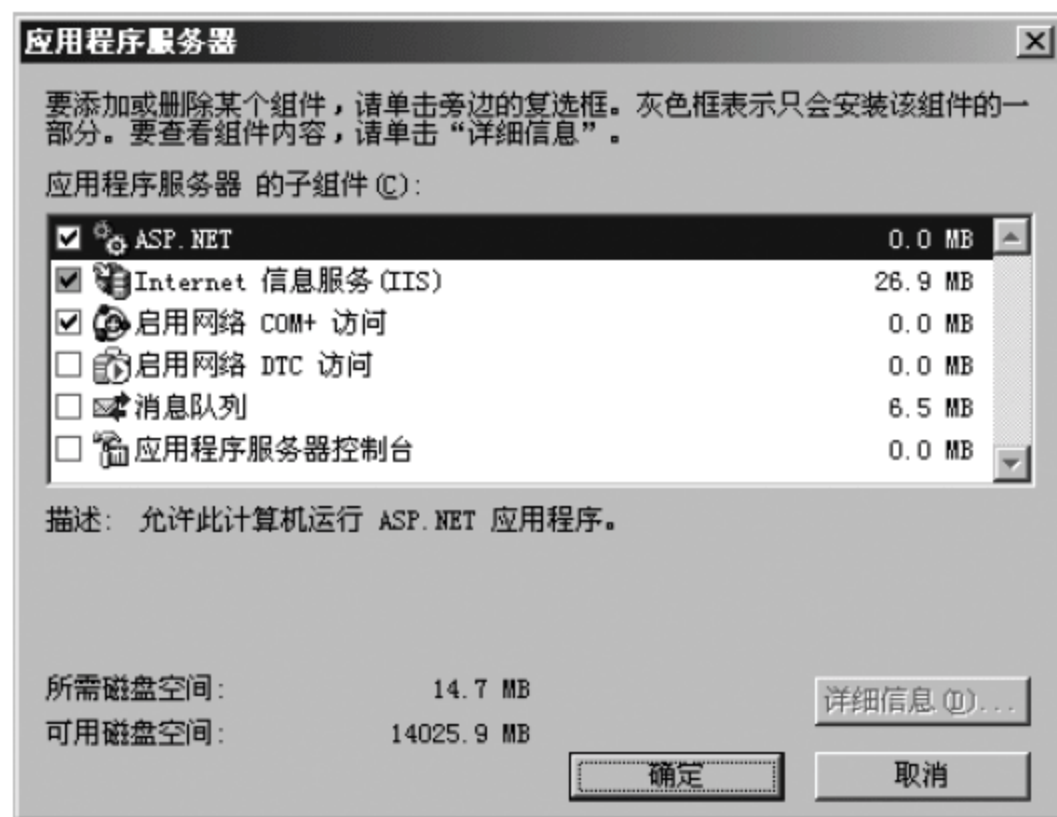 应用程序服务器
要添加或删除某个组件，请单击旁边的复选框。灰色框表示只会安装该组件的一
部分。要查看组件内容，请单击“详细信息”。
应用程序服务器 的子组件(C):
ASP.NET 0.0 MB
Internet 信息服务(IIS) 26.9 MB
启用网络 COM+ 访问 0.0 MB
启用网络 DTC 访问 0.0 MB
消息队列 6.5 MB
应用程序服务器控制台 0.0 MB
描述: 允许此计算机运行 ASP.NET 应用程序。
所需磁盘空间: 14.7 MB
详细信息(D)...
可用磁盘空间: 14025.9 MB
确定 取消